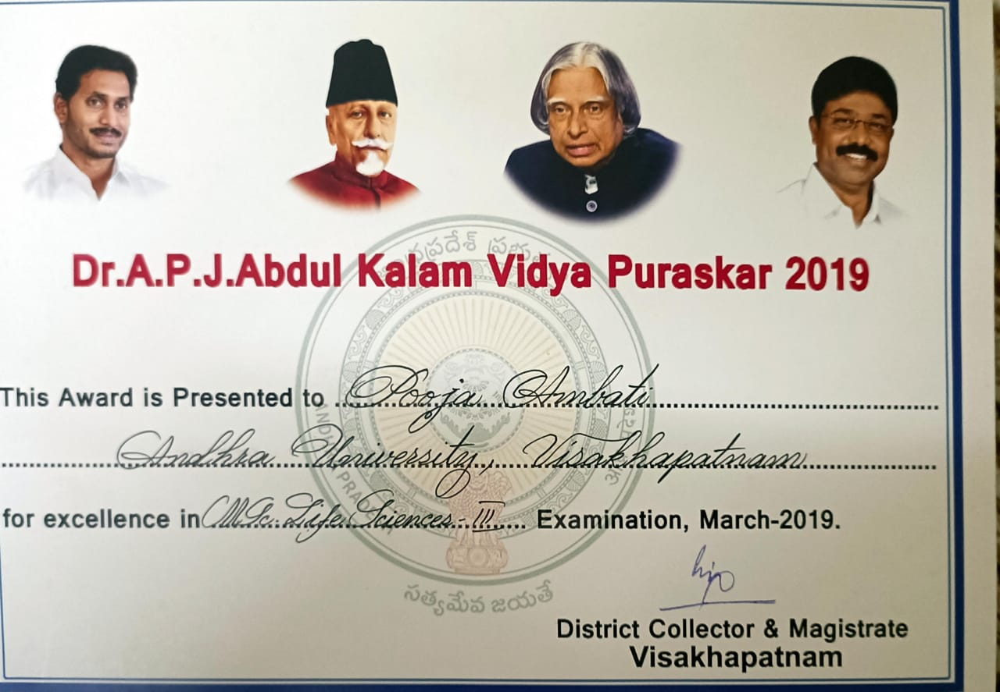 Dr.A.P.J.Abdul Kalam Vidya Puraskar 2019
This Award is Presented to Pooja Ambati
Andhra University, Visakhapatnam
for excellence in M.Sc. Life Sciences - III Examination, March-2019.
సత్యమేవ జయతే
District Collector & Magistrate
Visakhapatnam